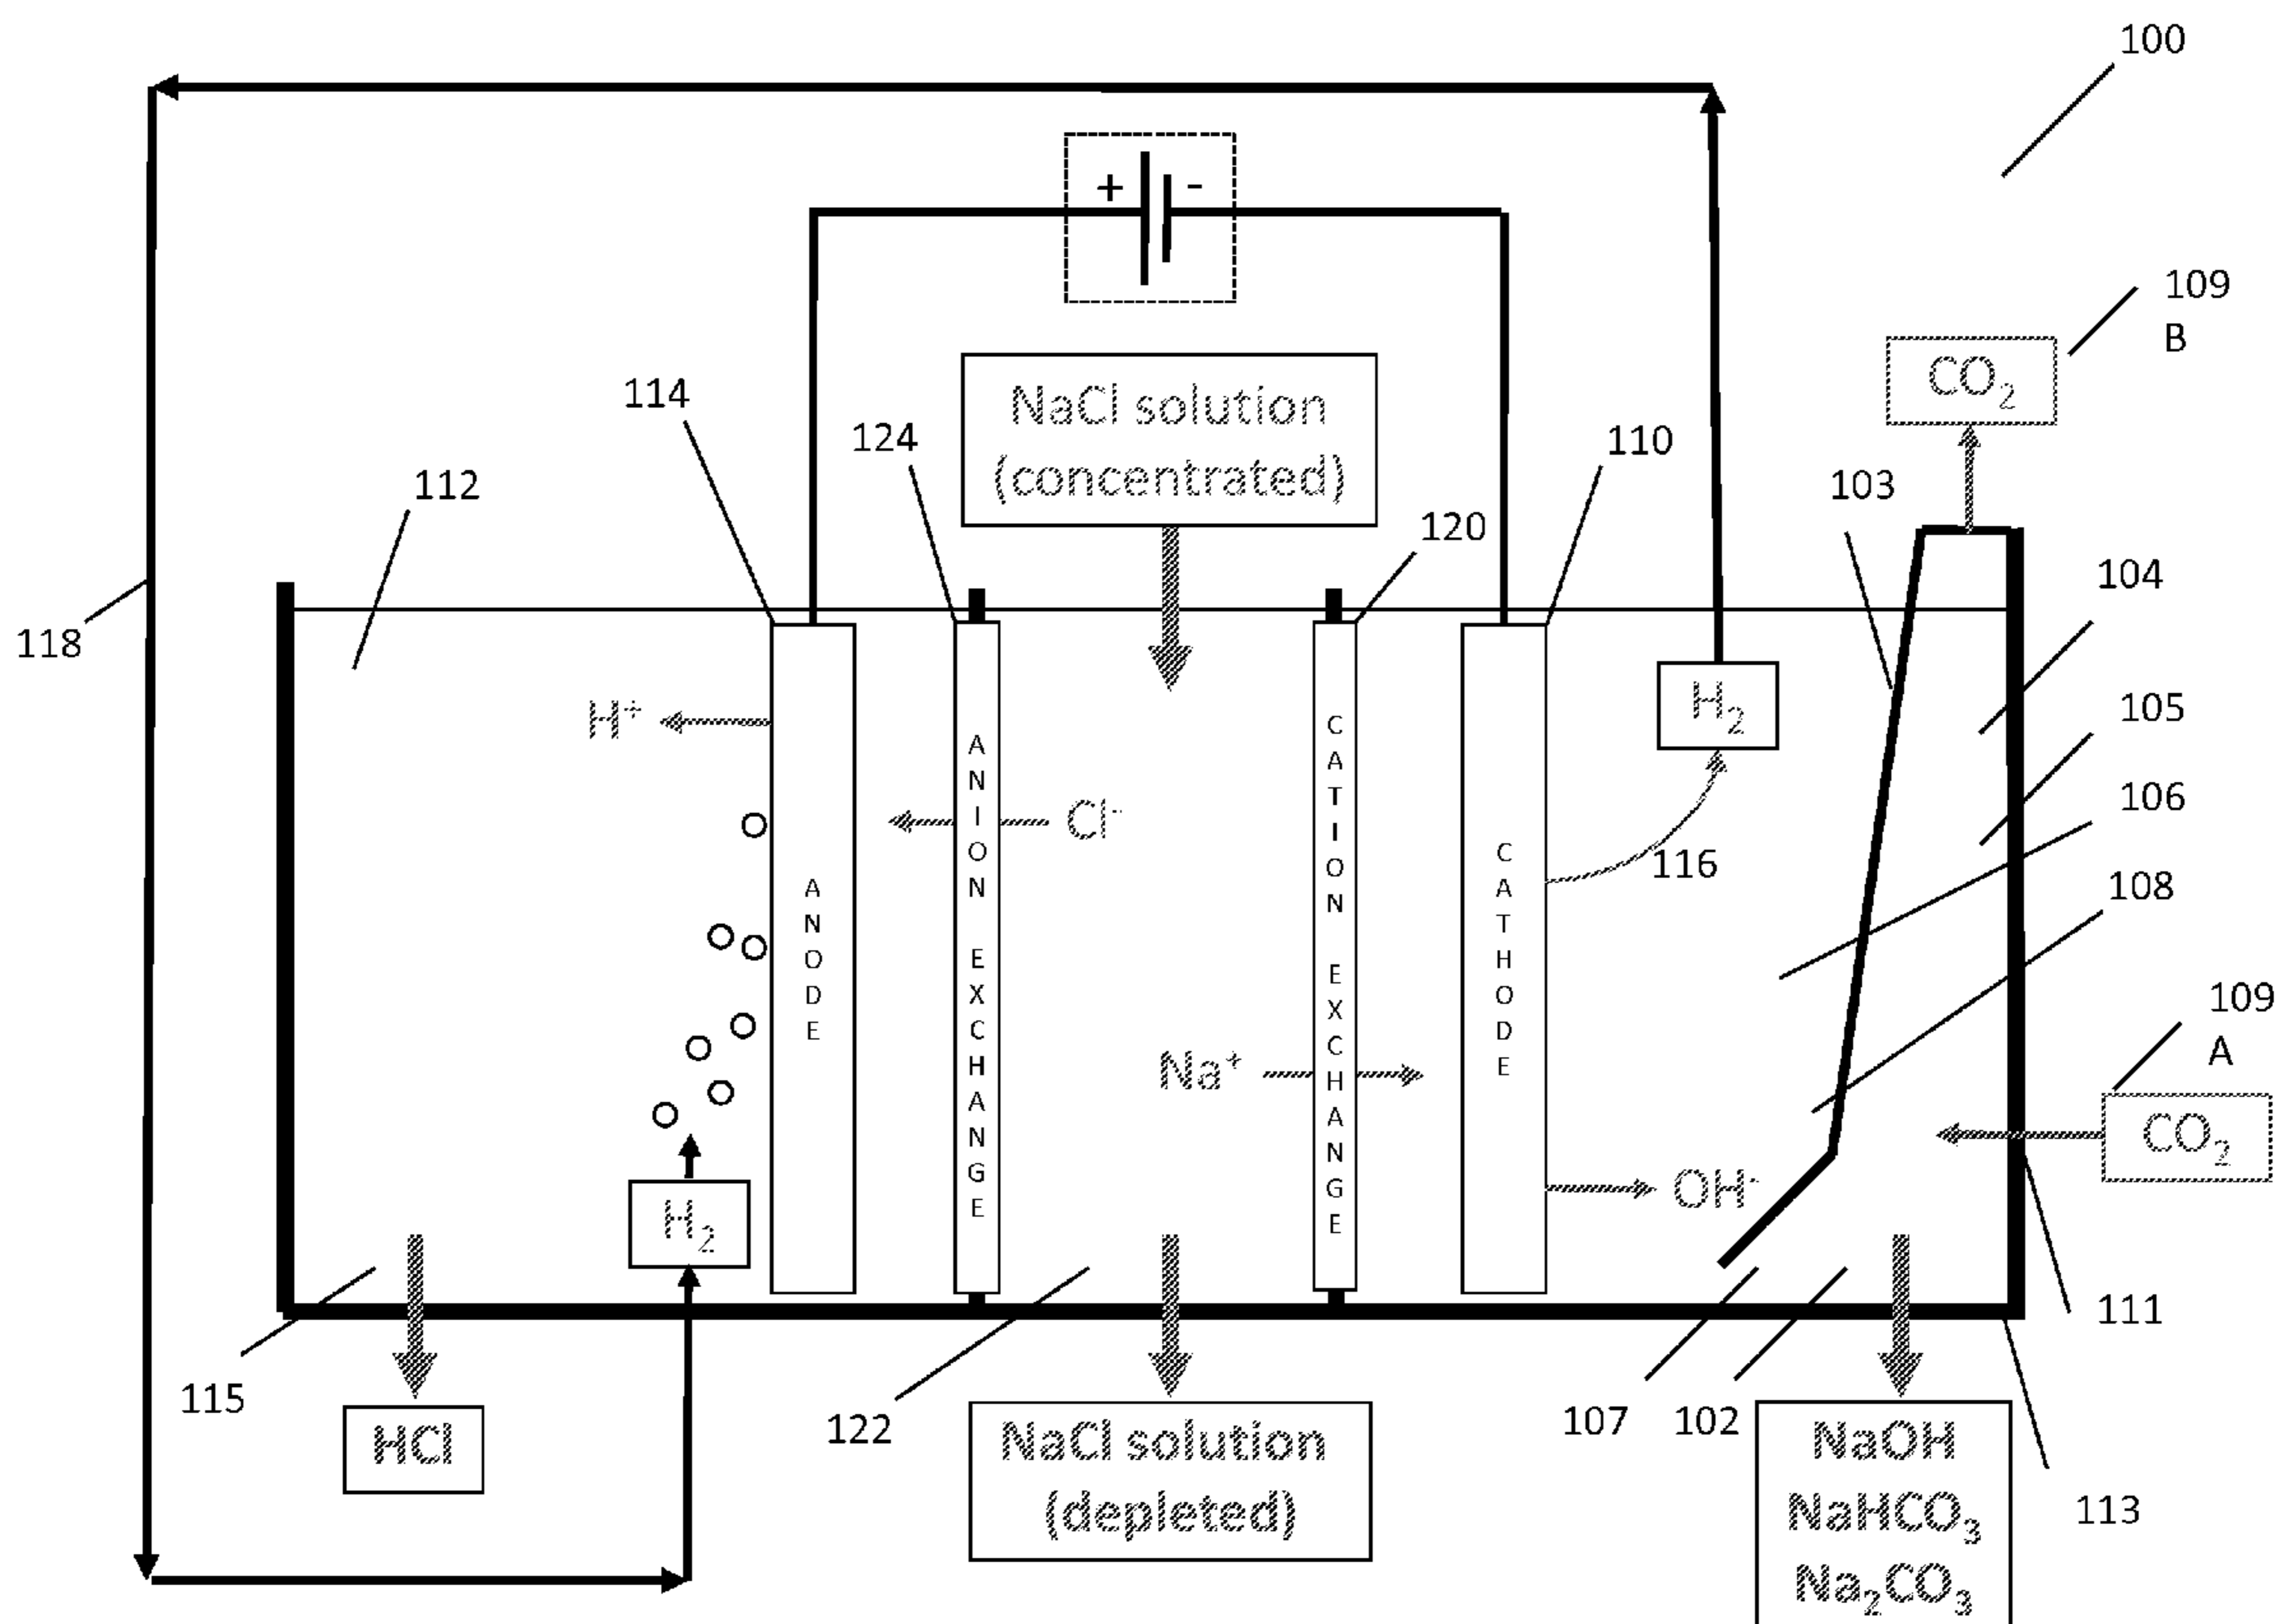 100
+ -
109
B
CO₂
114
NaCl solution
(concentrated)
124
110
112
103
120
104
118
H⁺
H₂
105
ANION EXCHANGE
CATION EXCHANGE
Cl⁻
106
116
ANODE
CATHODE
108
109
A
Na⁺
CO₂
OH⁻
H₂
111
115
HCl
122
NaCl solution
(depleted)
107
102
NaOH
NaHCO₃
Na₂CO₃
113